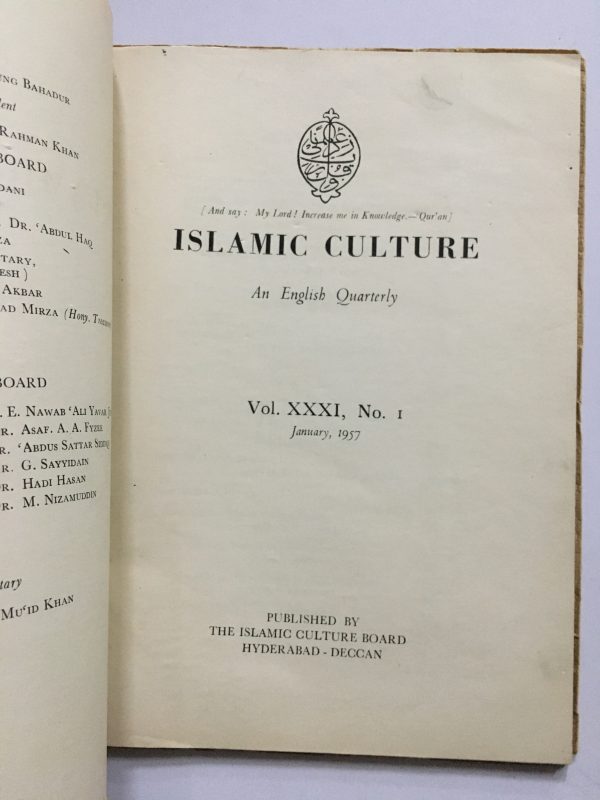 UNG BAHADUR
RAHMAN KHAN
BOARD
DR. ‘ABDUL HAQ
TARY,
ESH )
AKBAR
AD MIRZA (Hony.
BOARD
E. NAWAB ‘ALI YAVAR
R. ASAF. A. A. FYZEE
R. ‘ABDUS SATTAR
R. G. SAYYIDAIN
R. HADI HASAN
R. M. NIZAMUDDIN
tary
MU‘ID KHAN
[ And say : My Lord ! Increase me in Knowledge.—‘Qur’an]
ISLAMIC CULTURE
An English Quarterly
Vol. XXXI, No. 1
January, 1957
PUBLISHED BY
THE ISLAMIC CULTURE BOARD
HYDERABAD - DECCAN